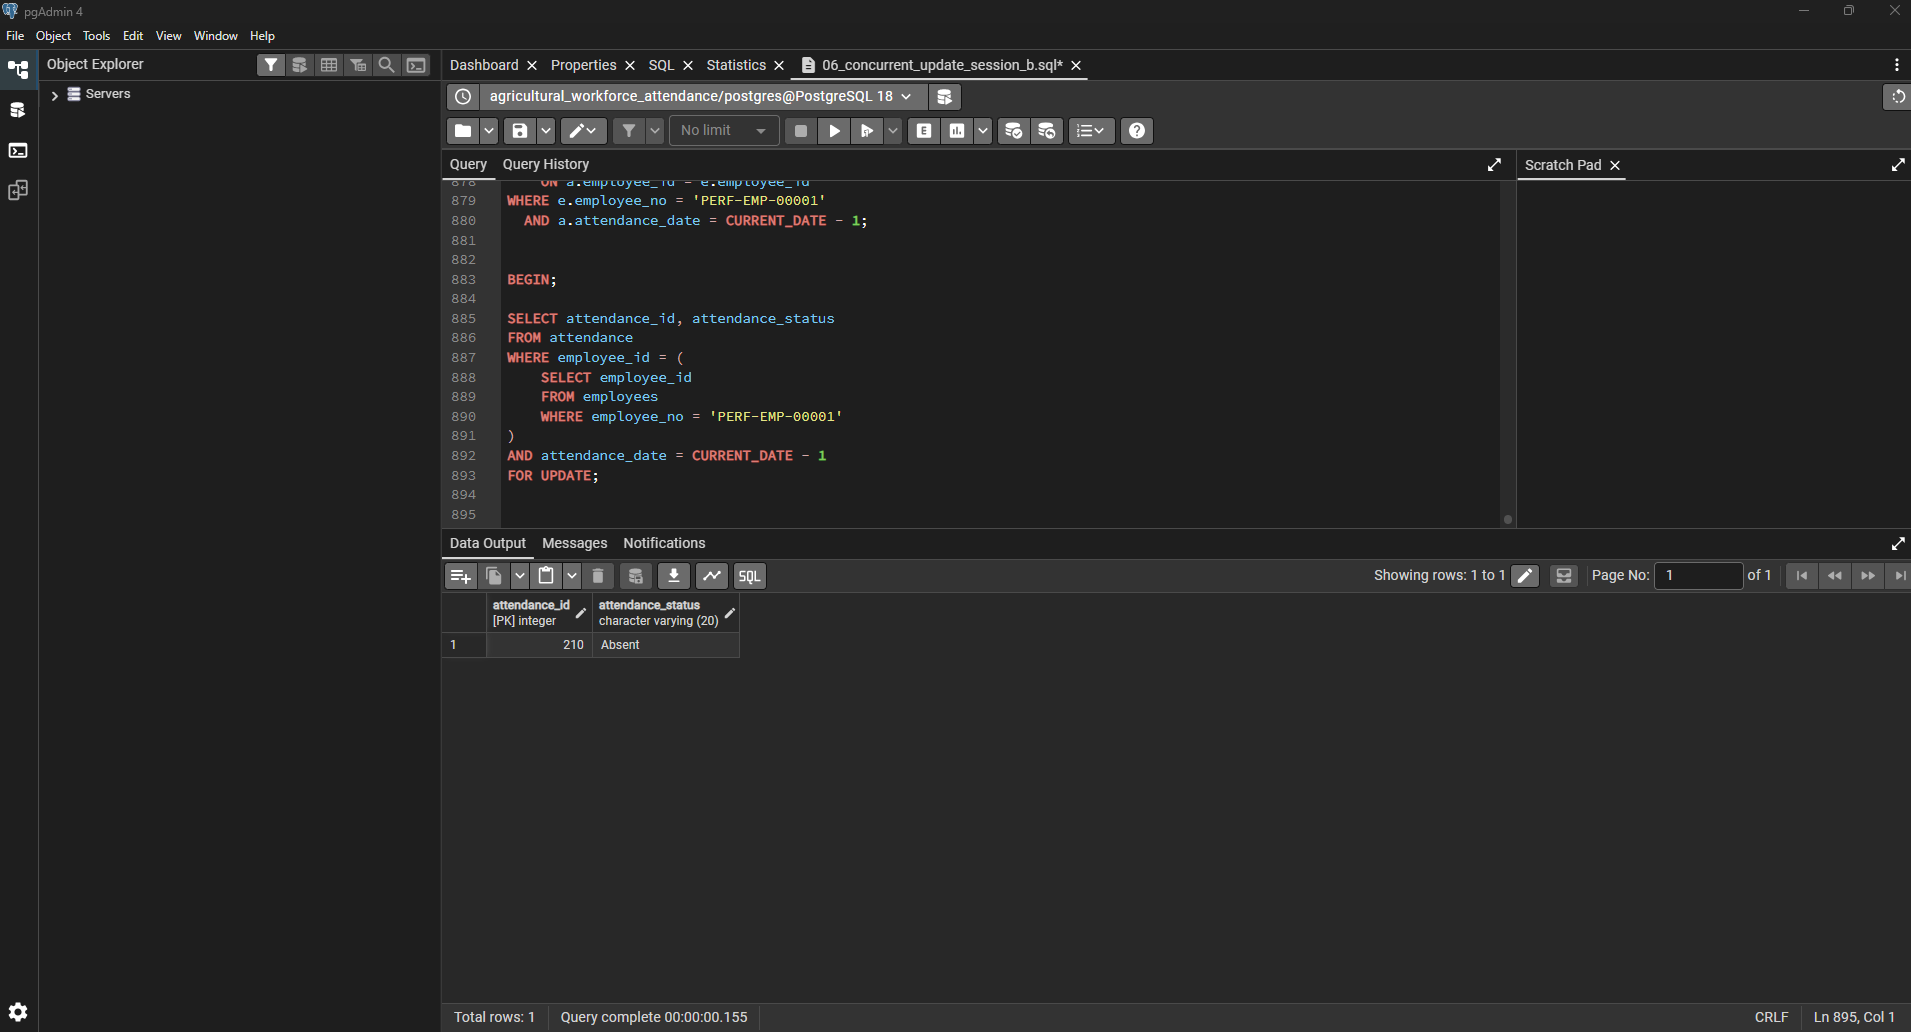 pgAdmin 4
File Object Tools Edit View Window Help
Object Explorer
Servers
Dashboard Properties SQL Statistics 06_concurrent_update_session_b.sql*
agricultural_workforce_attendance/postgres@PostgreSQL 18
No limit
E
Query Query History
Scratch Pad
878 ON a.employee_id = e.employee_id
879 WHERE e.employee_no = 'PERF-EMP-00001'
880 AND a.attendance_date = CURRENT_DATE - 1;
881
882
883 BEGIN;
884
885 SELECT attendance_id, attendance_status
886 FROM attendance
887 WHERE employee_id = (
888 SELECT employee_id
889 FROM employees
890 WHERE employee_no = 'PERF-EMP-00001'
891 )
892 AND attendance_date = CURRENT_DATE - 1
893 FOR UPDATE;
894
895
Data Output Messages Notifications
SQL
Showing rows: 1 to 1 Page No: 1 of 1
attendance_id attendance_status
[PK] integer character varying (20)
1 210 Absent
Total rows: 1 Query complete 00:00:00.155 CRLF Ln 895, Col 1